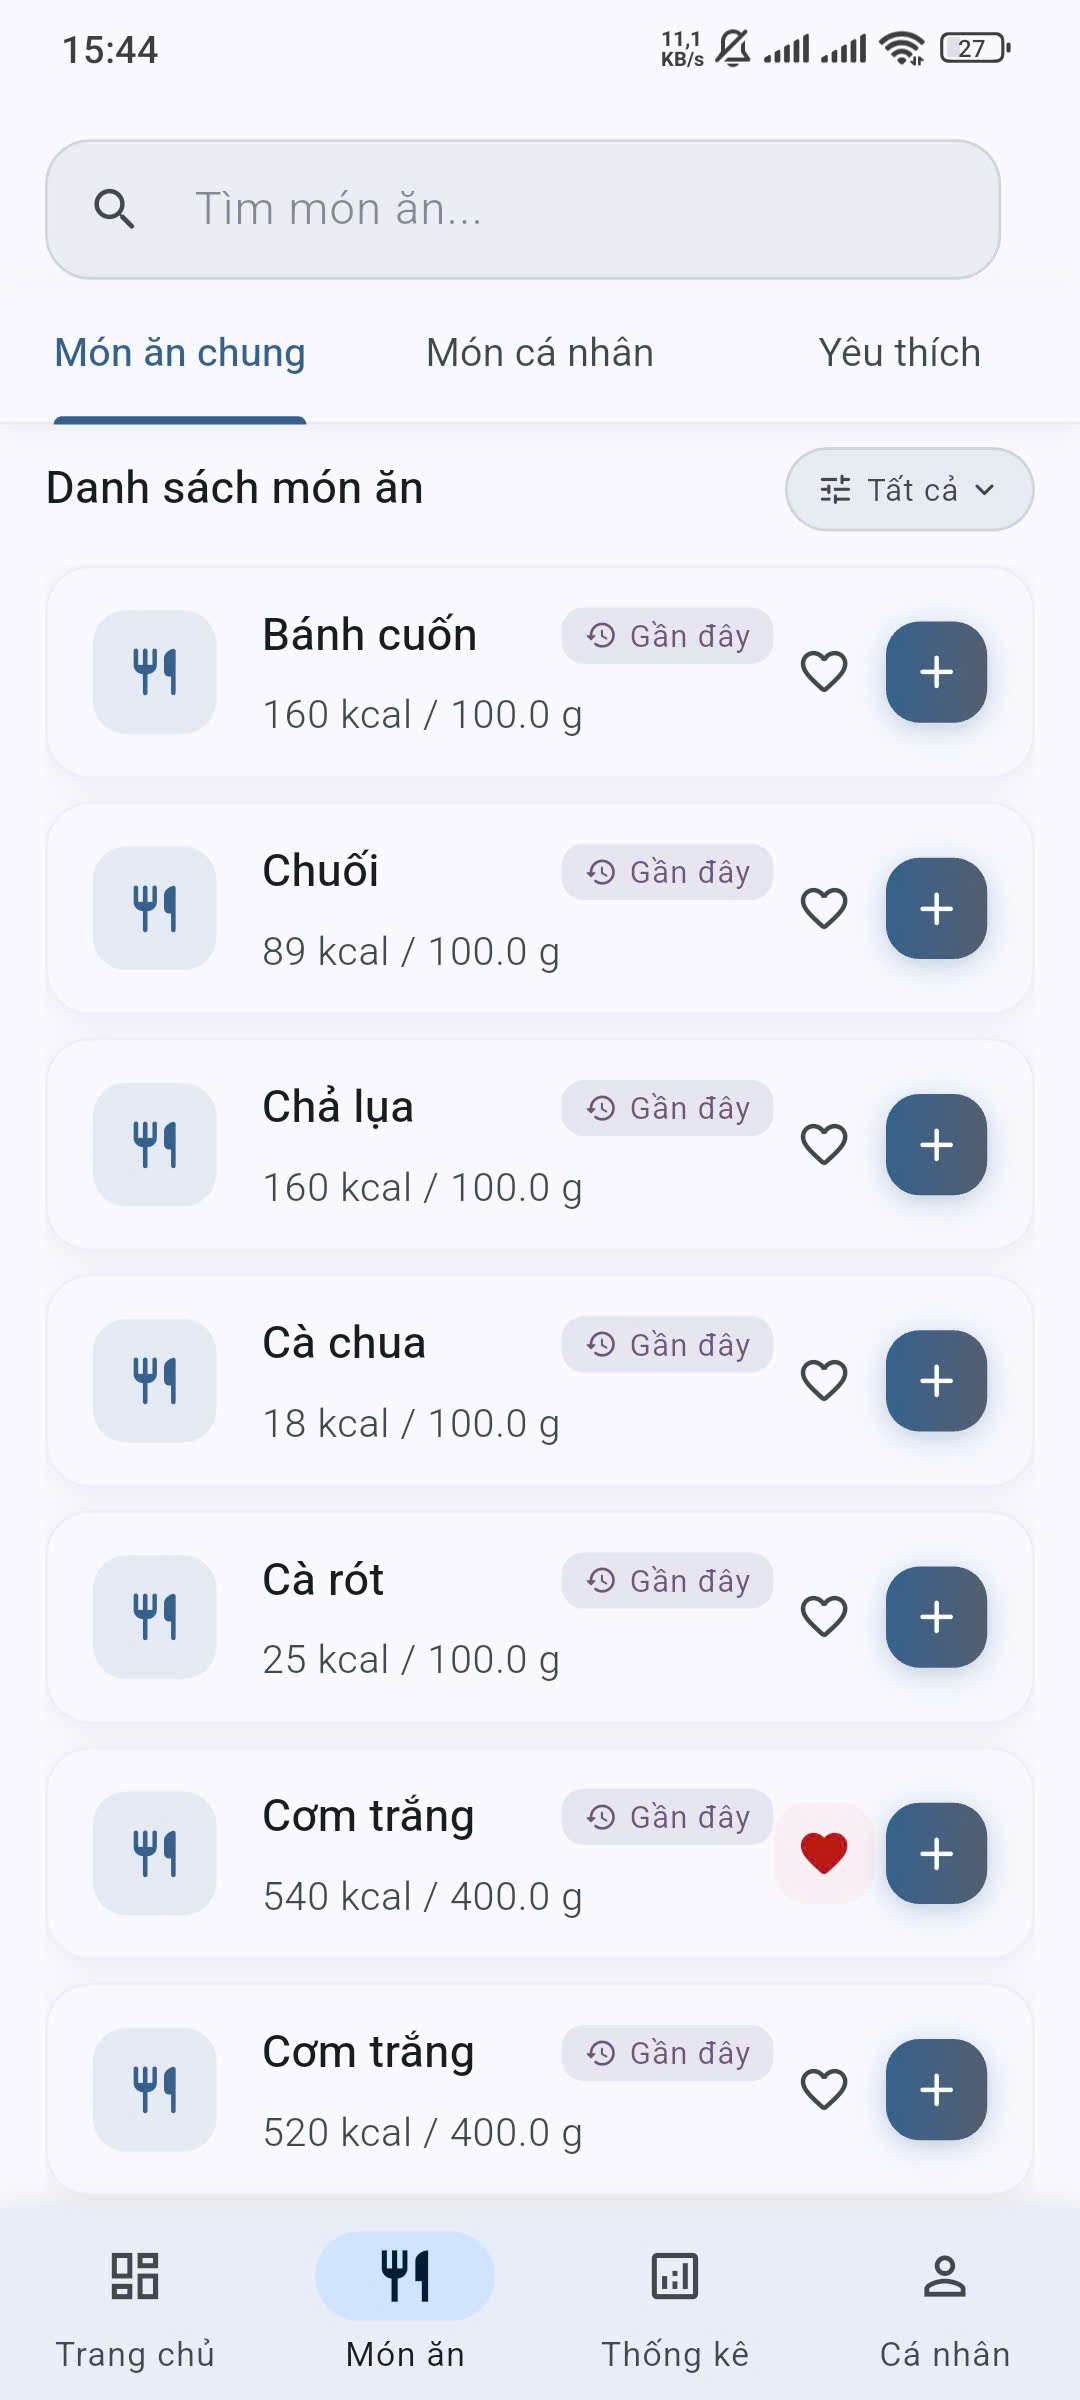 15:44
11,1
KB/s
27
Tìm món ăn...
Món ăn chung
Món cá nhân
Yêu thích
Danh sách món ăn
Tất cả
Bánh cuốn
Gần đây
160 kcal / 100.0 g
Chuối
Gần đây
89 kcal / 100.0 g
Chả lụa
Gần đây
160 kcal / 100.0 g
Cà chua
Gần đây
18 kcal / 100.0 g
Cà rót
Gần đây
25 kcal / 100.0 g
Cơm trắng
Gần đây
540 kcal / 400.0 g
Cơm trắng
Gần đây
520 kcal / 400.0 g
Trang chủ
Món ăn
Thống kê
Cá nhân